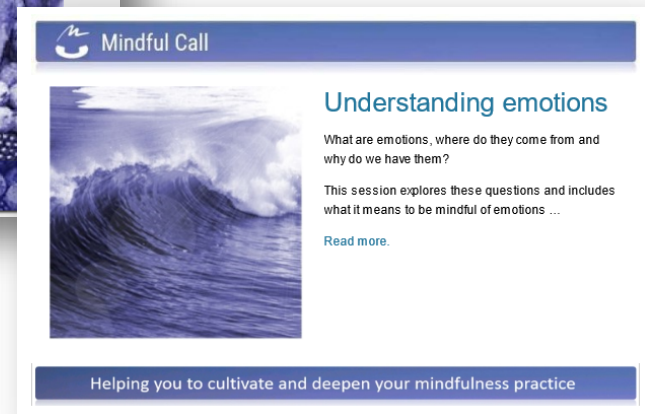 Mindful Call
Understanding emotions
What are emotions, where do they come from and
why do we have them?
This session explores these questions and includes
what it means to be mindful of emotions ...
Read more.
Helping you to cultivate and deepen your mindfulness practice